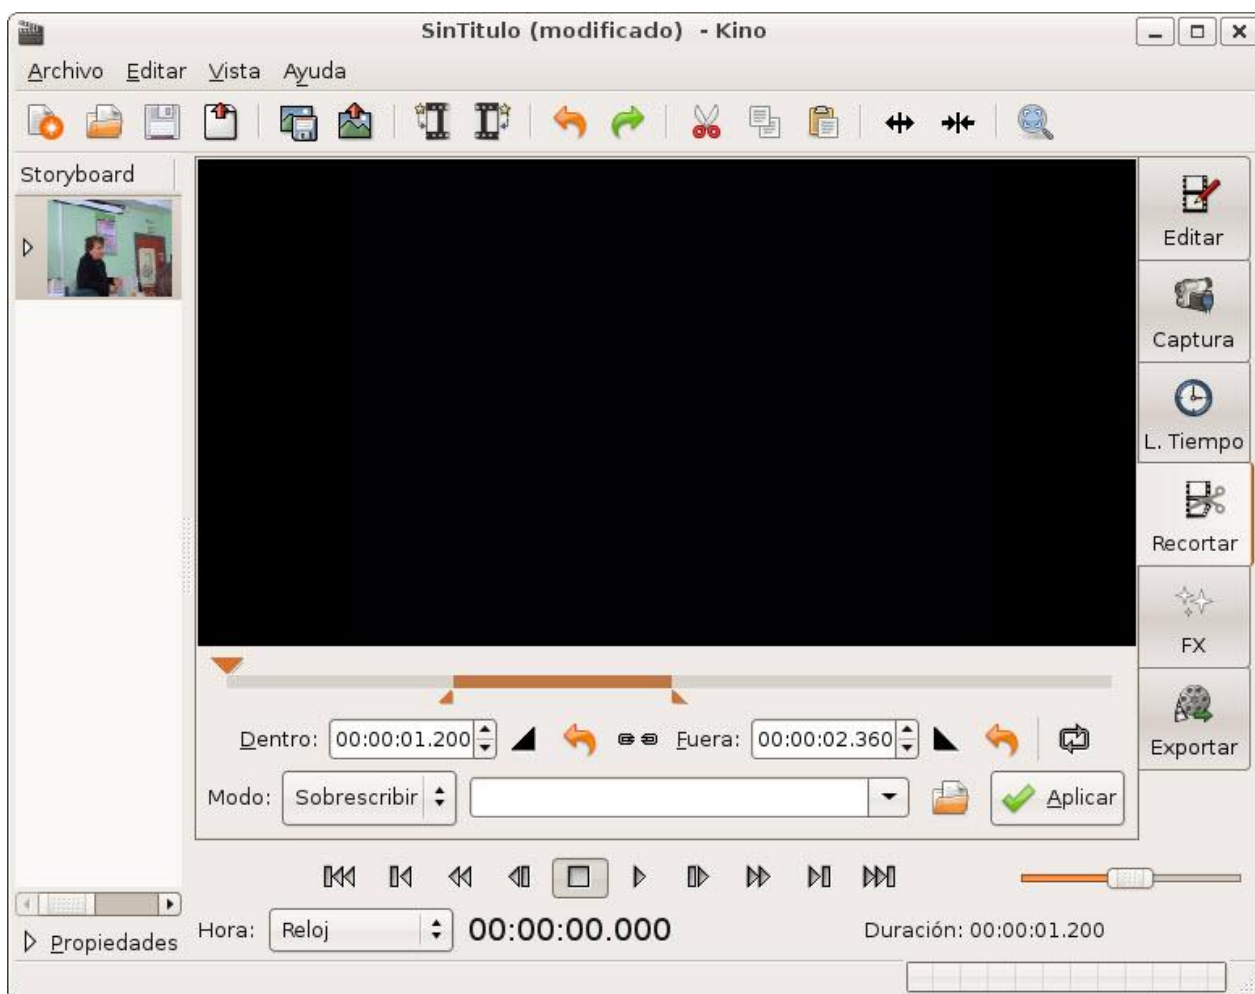 SinTitulo (modificado) - Kino
Archivo Editar Vista Ayuda
Storyboard
Editar
Captura
L. Tiempo
Recortar
FX
Exportar
Dentro: 00:00:01.200 Fuera: 00:00:02.360
Modo: Sobrescribir Aplicar
Hora: Reloj 00:00:00.000 Duración: 00:00:01.200
Propiedades